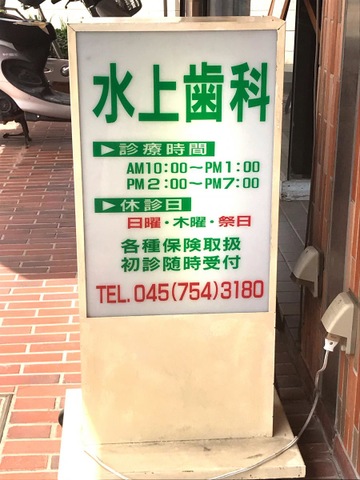 水上歯科
▶診療時間
AM10:00～PM1:00
PM2:00～PM7:00
▶休診日
日曜・木曜・祭日
各種保険取扱
初診随時受付
TEL.045(754)3180